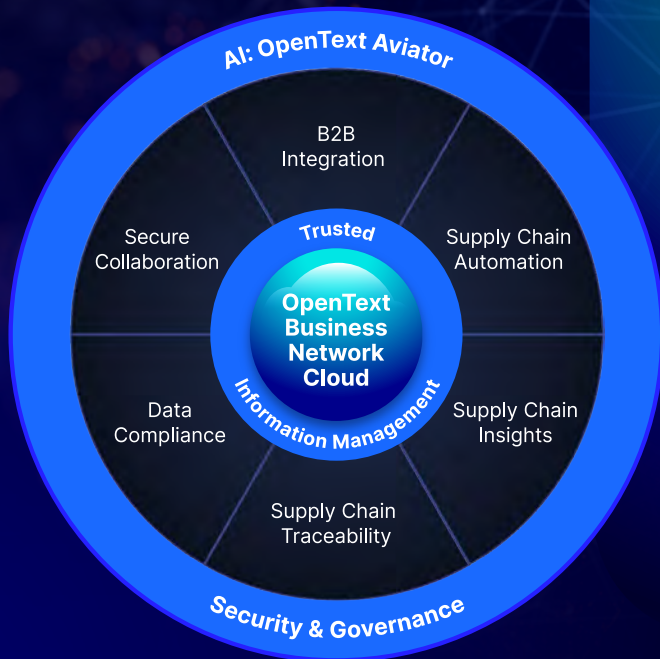 AI: OpenText Aviator
B2B
Integration
Secure
Collaboration
Supply Chain
Automation
Trusted
OpenText
Business
Network
Cloud
Information Management
Data
Compliance
Supply Chain
Insights
Supply Chain
Traceability
Security & Governance